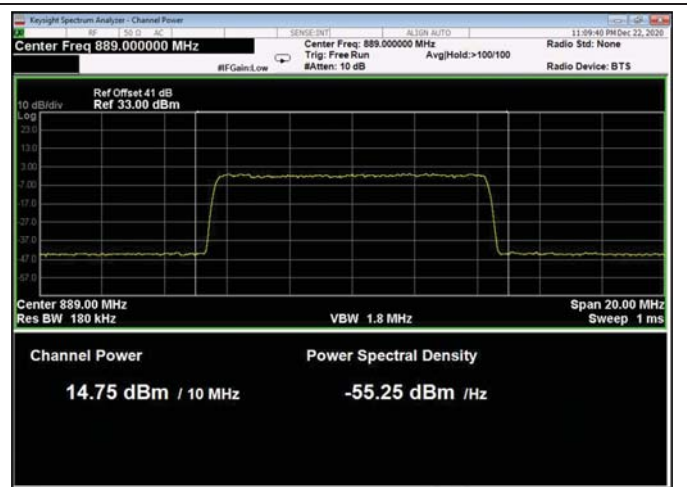 Keysight Spectrum Analyzer - Channel Power
RF 50 Ω AC SENSE:INT ALIGN AUTO 11:09:40 PM Dec 22, 2020
Center Freq 889.000000 MHz Center Freq: 889.000000 MHz Radio Std: None
Trig: Free Run Avg|Hold:>100/100
#IFGain:Low #Atten: 10 dB Radio Device: BTS
Ref Offset 41 dB
10 dB/div Ref 33.00 dBm
Log
23.0
13.0
3.00
-7.00
-17.0
-27.0
-37.0
-47.0
-57.0
Center 889.00 MHz Span 20.00 MHz
Res BW 180 kHz VBW 1.8 MHz Sweep 1 ms
Channel Power Power Spectral Density
14.75 dBm / 10 MHz -55.25 dBm /Hz